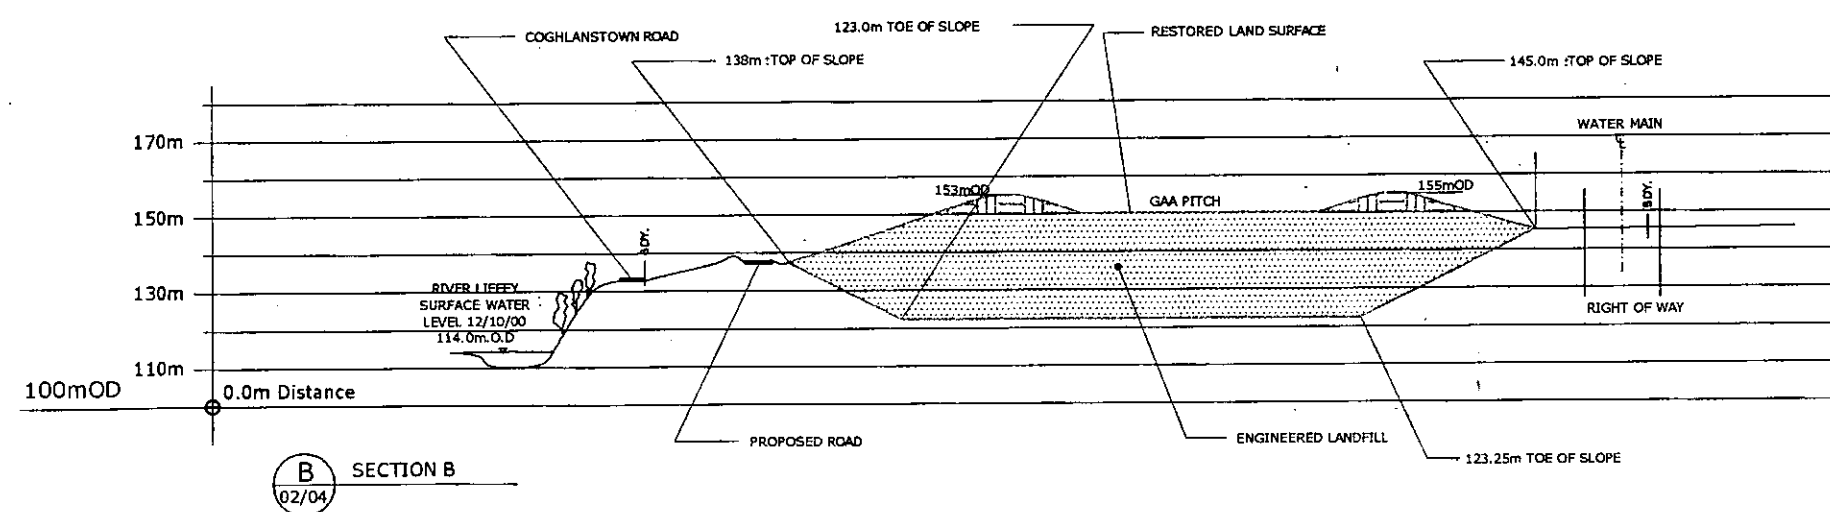 123.0m TOE OF SLOPE
COGHLANSTOWN ROAD
RESTORED LAND SURFACE
138m :TOP OF SLOPE
145.0m :TOP OF SLOPE
WATER MAIN
170m
153mOD
155mOD
GAA PITCH
150m
BDY.
BDY.
130m
RIVER LIFFEY
SURFACE WATER
LEVEL 12/10/00
114.0m.O.D
RIGHT OF WAY
110m
100mOD
0.0m Distance
PROPOSED ROAD
ENGINEERED LANDFILL
123.25m TOE OF SLOPE
B
02/04
SECTION B